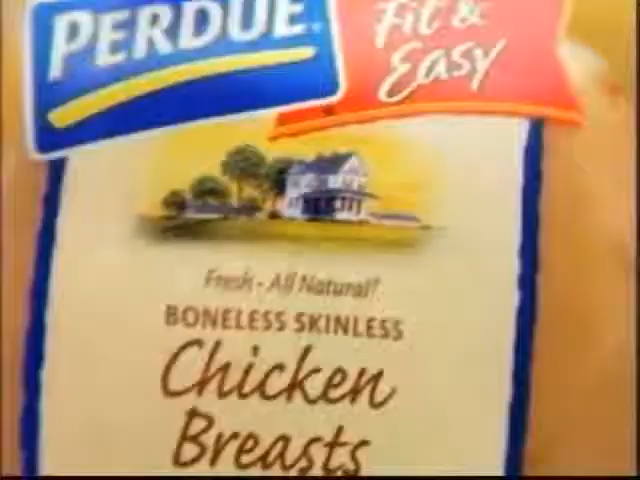 PERDUE
Fit &
Easy
Fresh - All Natural†
BONELESS SKINLESS
Chicken
Breasts